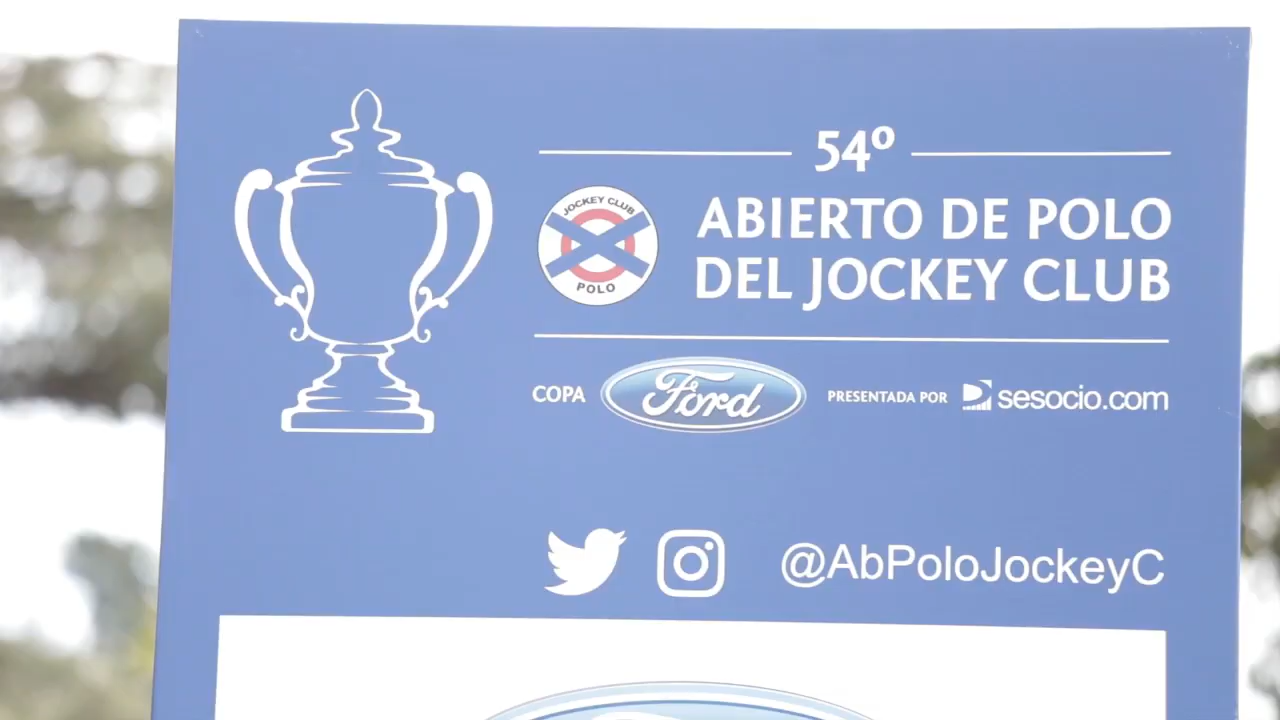 54º
JOCKEY CLUB
POLO
ABIERTO DE POLO
DEL JOCKEY CLUB
COPA Ford PRESENTADA POR sesocio.com
@AbPoloJockeyC